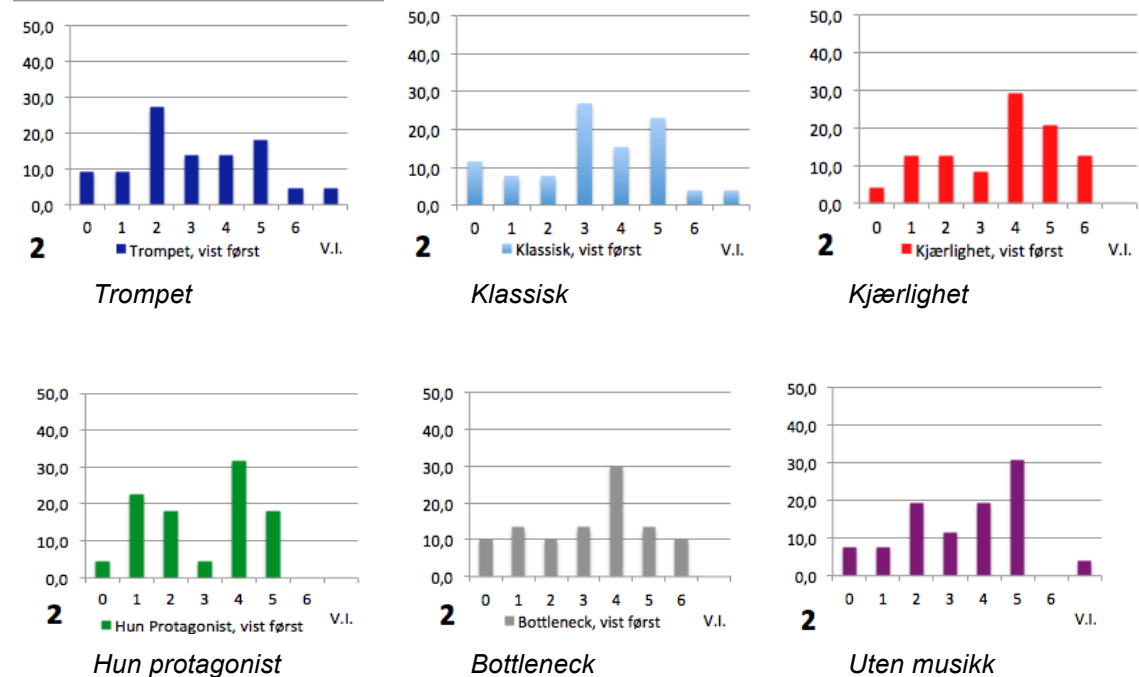 50,0
40,0
30,0
20,0
10,0
0,0
0 1 2 3 4 5 6
2 Trompet, vist først V.I.
Trompet
50,0
40,0
30,0
20,0
10,0
0,0
0 1 2 3 4 5 6
2 Klassisk, vist først V.I.
Klassisk
50,0
40,0
30,0
20,0
10,0
0,0
0 1 2 3 4 5 6
2 Kjærlighet, vist først V.I.
Kjærlighet
50,0
40,0
30,0
20,0
10,0
0,0
0 1 2 3 4 5 6
2 Hun Protagonist, vist først V.I.
Hun protagonist
50,0
40,0
30,0
20,0
10,0
0,0
0 1 2 3 4 5 6
2 Bottleneck, vist først V.I.
Bottleneck
50,0
40,0
30,0
20,0
10,0
0,0
0 1 2 3 4 5 6
2 V.I.
Uten musikk